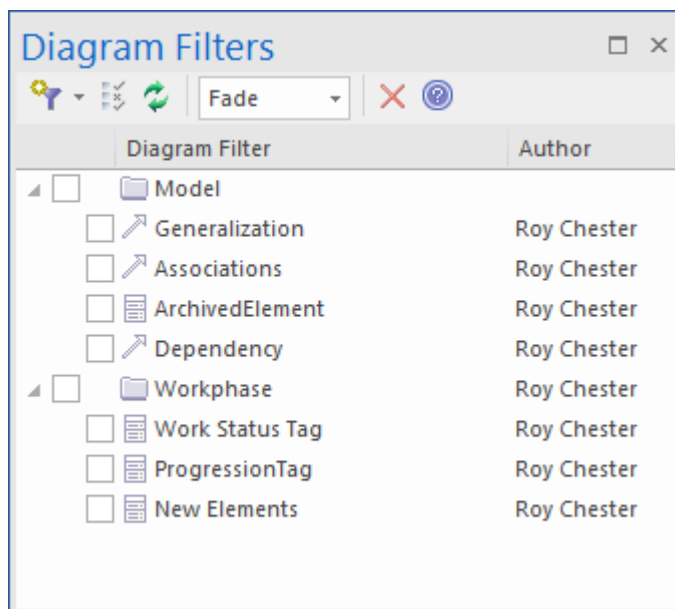 Diagram Filters
Fade
Diagram Filter Author
Model
Generalization Roy Chester
Associations Roy Chester
ArchivedElement Roy Chester
Dependency Roy Chester
Workphase Roy Chester
Work Status Tag Roy Chester
ProgressionTag Roy Chester
New Elements Roy Chester